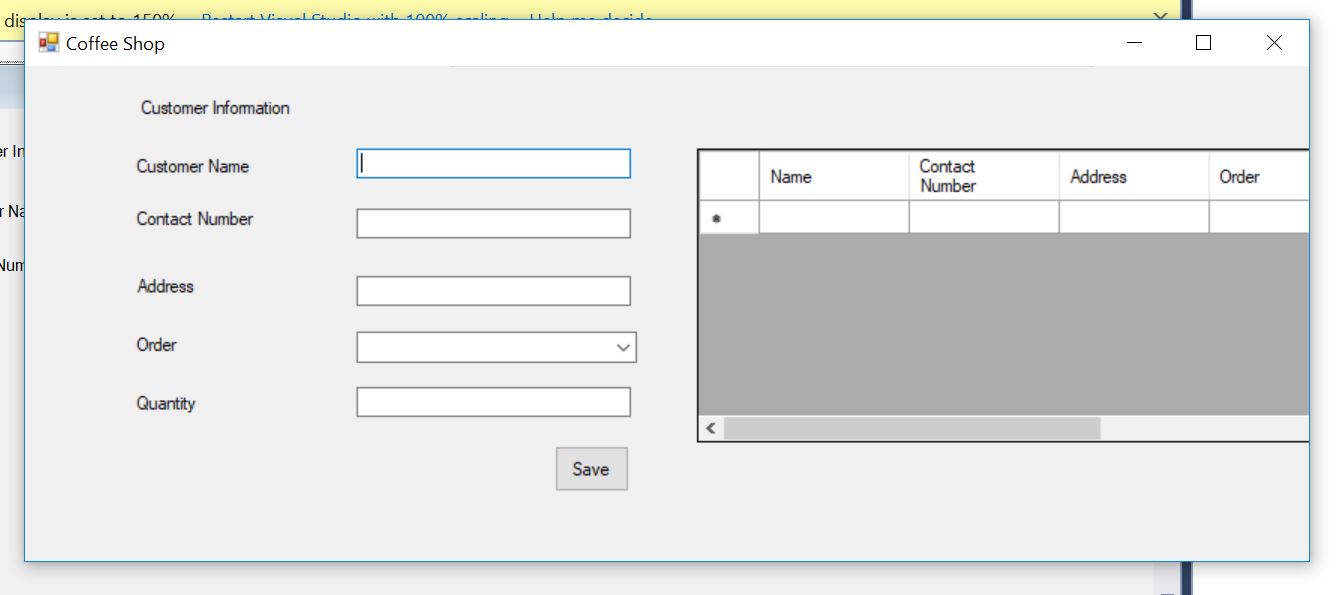 display is set to 150%. Restart Visual Studio with 100% scaling Help me decide
Coffee Shop
Customer Information
Customer Name
Contact Number
Address
Order
Quantity
Save
Name
Contact
Number
Address
Order
er In
r Na
Num